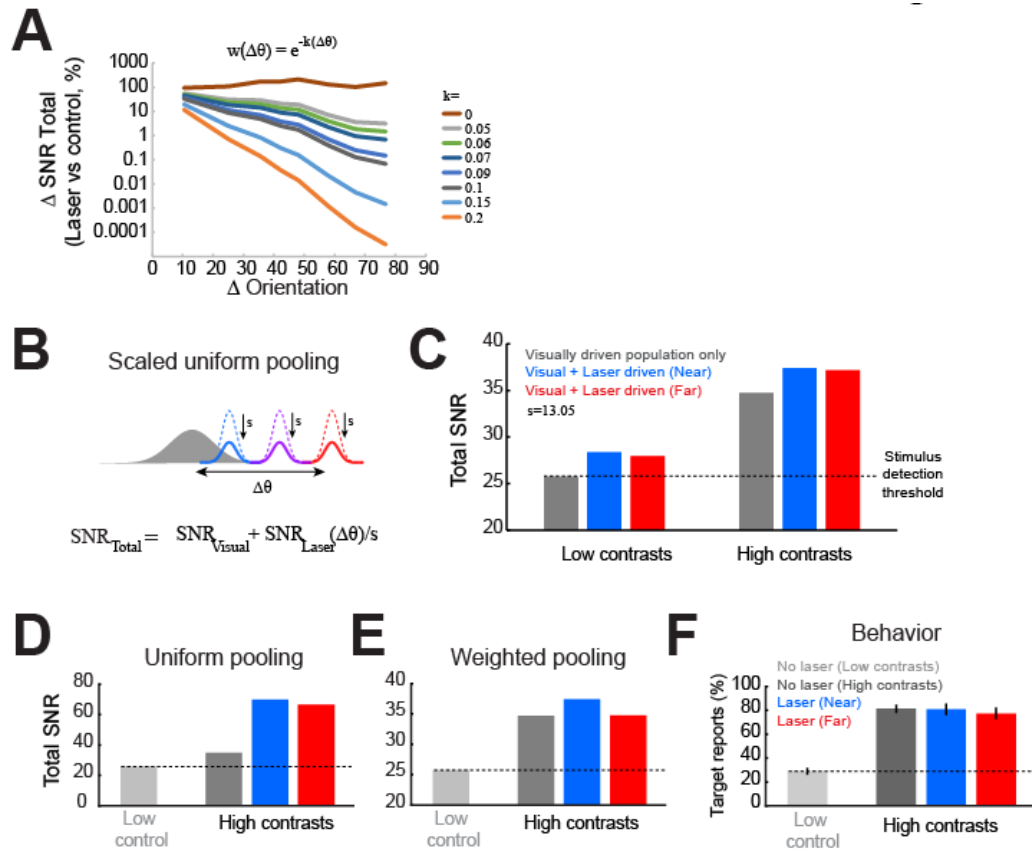 A
w(Δθ) = e^-k(Δθ)
Δ SNR Total
(Laser vs control, %)
1000
100
10
1
0.1
0.01
0.001
0.0001
0 10 20 30 40 50 60 70 80 90
Δ Orientation
k=
0
0.05
0.06
0.07
0.09
0.1
0.15
0.2
B
Scaled uniform pooling
s s s
Δθ
SNR_Total = SNR_Visual + SNR_Laser(Δθ)/s
C
Total SNR
40
35
30
25
20
Visually driven population only
Visual + Laser driven (Near)
Visual + Laser driven (Far)
s=13.05
Stimulus
detection
threshold
Low contrasts High contrasts
D
Uniform pooling
Total SNR
80
60
40
20
0
Low
control
High contrasts
E
Weighted pooling
40
35
30
25
20
Low
control
High contrasts
F
Behavior
Target reports (%)
100
80
60
40
20
0
No laser (Low contrasts)
No laser (High contrasts)
Laser (Near)
Laser (Far)
Low
control
High contrasts